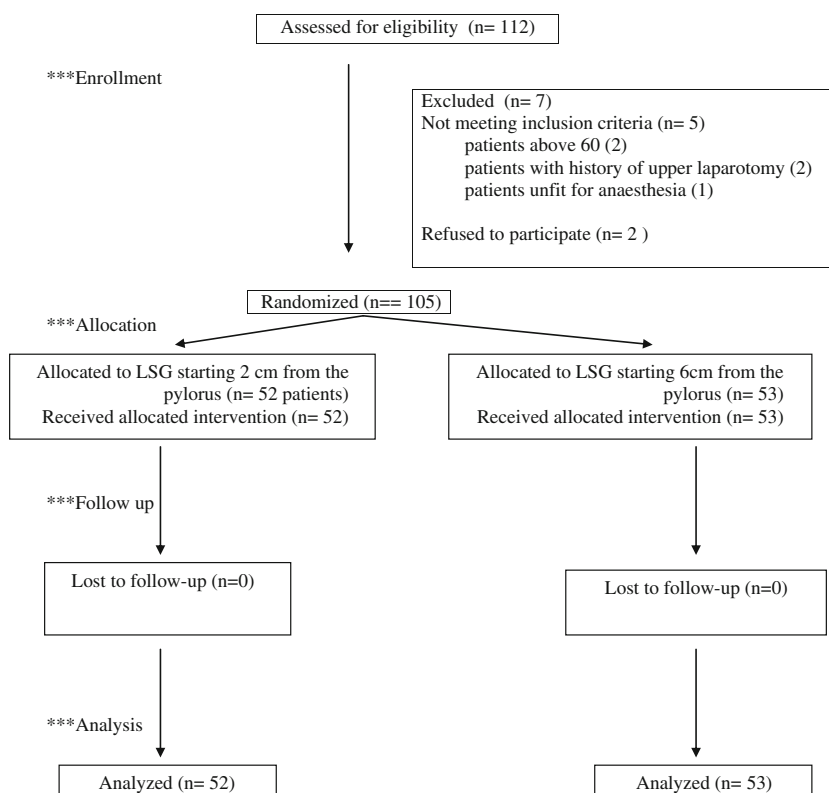 Assessed for eligibility (n= 112)
***Enrollment
Excluded (n= 7)
Not meeting inclusion criteria (n= 5)
patients above 60 (2)
patients with history of upper laparotomy (2)
patients unfit for anaesthesia (1)
Refused to participate (n= 2 )
Randomized (n== 105)
***Allocation
Allocated to LSG starting 2 cm from the
pylorus (n= 52 patients)
Received allocated intervention (n= 52)
Allocated to LSG starting 6cm from the
pylorus (n= 53)
Received allocated intervention (n= 53)
***Follow up
Lost to follow-up (n=0)
Lost to follow-up (n=0)
***Analysis
Analyzed (n= 52)
Analyzed (n= 53)